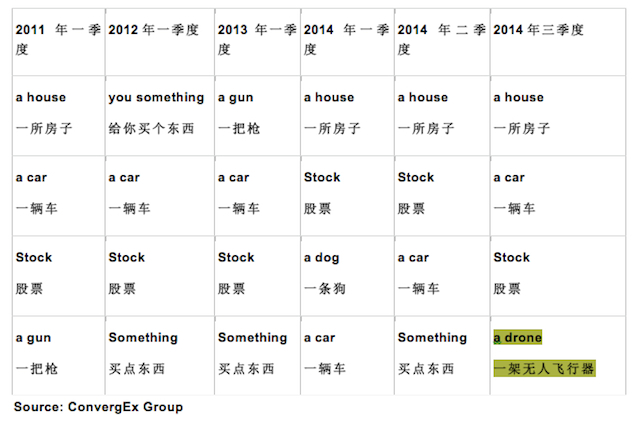 2011 年一季度 2012 年一季度 2013 年一季度 2014 年一季度 2014 年二季度 2014 年三季度
a house you something a gun a house a house a house
一所房子 给你买个东西 一把枪 一所房子 一所房子 一所房子
a car a car a car Stock Stock a car
一辆车 一辆车 一辆车 股票 股票 一辆车
Stock Stock Stock a dog a car Stock
股票 股票 股票 一条狗 一辆车 股票
a gun Something Something a car Something a drone
一把枪 买点东西 买点东西 一辆车 买点东西 一架无人飞行器
Source: ConvergEx Group